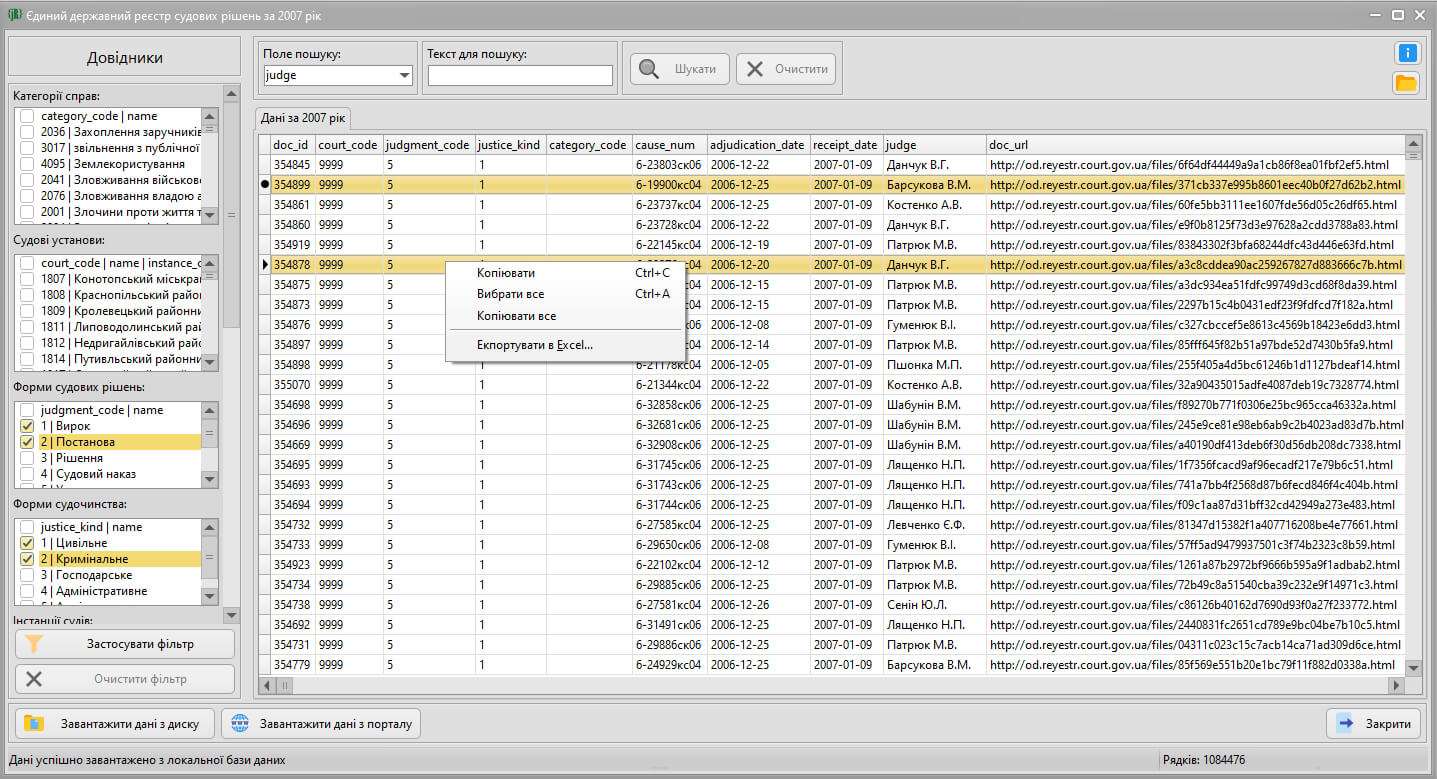 Єдиний державний реєстр судових рішень за 2007 рік
Довідники
Категорії справ:
category_code | name
2036 | Захоплення заручників
3017 | звільнення з публічної
4095 | Землекористування
2041 | Зловживання військово
2076 | Зловживання владою а
2001 | Злочини проти життя т
Судові установи:
court_code | name | instance_c
1807 | Конотопський міськра
1808 | Краснопільський район
1809 | Кролевецький районни
1811 | Липоводолинський рай
1812 | Недригайлівський райо
1814 | Путивльський районни
Форми судових рішень:
judgment_code | name
1 | Вирок
2 | Постанова
3 | Рішення
4 | Судовий наказ
Форми судочинства:
justice_kind | name
1 | Цивільне
2 | Кримінальне
3 | Господарське
4 | Адміністративне
Інстанції судів:
Застосувати фільтр
Очистити фільтр
Поле пошуку:
judge
Текст для пошуку:
Шукати
Очистити
Дані за 2007 рік
doc_id court_code judgment_code justice_kind category_code cause_num adjudication_date receipt_date judge doc_url
354845 9999 5 1 6-23803ск06 2006-12-22 2007-01-09 Данчук В.Г. http://od.reyestr.court.gov.ua/files/6f64df44449a9a1cb86f8ea01fbf2ef5.html
354899 9999 5 1 6-19900кс04 2006-12-25 2007-01-09 Барсукова В.М. http://od.reyestr.court.gov.ua/files/371cb337e995b8601eec40b0f27d62b2.html
354861 9999 5 1 6-23737кс04 2006-12-25 2007-01-09 Костенко А.В. http://od.reyestr.court.gov.ua/files/60fe5bb3111ee1607fde56d05c26df65.html
354860 9999 5 1 6-23728кс04 2006-12-22 2007-01-09 Данчук В.Г. http://od.reyestr.court.gov.ua/files/e9f0b8125f73d3e97628a2cdd3788a83.html
354919 9999 5 1 6-22145кс04 2006-12-19 2007-01-09 Патрюк М.В. http://od.reyestr.court.gov.ua/files/83843302f3bfa68244dfc43d446e63fd.html
354878 9999 5 2006-12-20 2007-01-09 Данчук В.Г. http://od.reyestr.court.gov.ua/files/a3c8cddea90ac259267827d883666c7b.html
354875 9999 5 04 2006-12-15 2007-01-09 Патрюк М.В. http://od.reyestr.court.gov.ua/files/a3dc934ea51fdfc99749d3cd68f8da39.html
354873 9999 5 04 2006-12-15 2007-01-09 Патрюк М.В. http://od.reyestr.court.gov.ua/files/2297b15c4b0431edf23f9fdfcd7f182a.html
354876 9999 5 06 2006-12-08 2007-01-09 Гуменюк В.І. http://od.reyestr.court.gov.ua/files/c327cbccef5e8613c4569b18423e6dd3.html
354897 9999 5 04 2006-12-14 2007-01-09 Патрюк М.В. http://od.reyestr.court.gov.ua/files/85fff645f82b51a97bde52d7430b5fa9.html
354898 9999 5 1 6-21178кс04 2006-12-05 2007-01-09 Пшонка М.П. http://od.reyestr.court.gov.ua/files/255f405a4d5bc61246b1d1127bdeaf14.html
355070 9999 5 1 6-21344кс04 2006-12-22 2007-01-09 Костенко А.В. http://od.reyestr.court.gov.ua/files/32a90435015adfe4087deb19c7328774.html
354698 9999 5 1 6-32858ск06 2006-12-25 2007-01-09 Шабунін В.М. http://od.reyestr.court.gov.ua/files/f89270b771f0306e25bc965cca46332a.html
354696 9999 5 1 6-32681ск06 2006-12-25 2007-01-09 Шабунін В.М. http://od.reyestr.court.gov.ua/files/245e9ce81e98eb6ab9c2b4023ad83d7b.html
354669 9999 5 1 6-32908ск06 2006-12-25 2007-01-09 Шабунін В.М. http://od.reyestr.court.gov.ua/files/a40190df413deb6f30d56db208dc7338.html
354695 9999 5 1 6-31745ск06 2006-12-25 2007-01-09 Лященко Н.П. http://od.reyestr.court.gov.ua/files/1f7356fcacd9af96ecadf217e79b6c51.html
354693 9999 5 1 6-31743ск06 2006-12-25 2007-01-09 Лященко Н.П. http://od.reyestr.court.gov.ua/files/741a7bb4f2568d87b6fecd846f4c404b.html
354694 9999 5 1 6-31744ск06 2006-12-25 2007-01-09 Лященко Н.П. http://od.reyestr.court.gov.ua/files/f09c1aa87d31bff32cd42949a273e483.html
354732 9999 5 1 6-27585кс04 2006-12-25 2007-01-09 Левченко Є.Ф. http://od.reyestr.court.gov.ua/files/81347d15382f1a407716208be4e77661.html
354733 9999 5 1 6-29650ск06 2006-12-08 2007-01-09 Гуменюк В.І. http://od.reyestr.court.gov.ua/files/57ff5ad9479937501c3f74b2323c8b59.html
354923 9999 5 1 6-22102кс04 2006-12-12 2007-01-09 Патрюк М.В. http://od.reyestr.court.gov.ua/files/1261a87b2972bf9666b595a9f1adbab2.html
354734 9999 5 1 6-29885ск06 2006-12-25 2007-01-09 Патрюк М.В. http://od.reyestr.court.gov.ua/files/72b49c8a51540cba39c232e9f14971c3.html
354738 9999 5 1 6-27581кс04 2006-12-26 2007-01-09 Сенін Ю.Л. http://od.reyestr.court.gov.ua/files/c86126b40162d7690d93f0a27f233772.html
354692 9999 5 1 6-31491ск06 2006-12-25 2007-01-09 Лященко Н.П. http://od.reyestr.court.gov.ua/files/2440831fc2651cd789e9bc04be7b10c5.html
354731 9999 5 1 6-29886ск06 2006-12-25 2007-01-09 Патрюк М.В. http://od.reyestr.court.gov.ua/files/04311c023c15c7acb14ca71ad309d6ce.html
354779 9999 5 1 6-24929кс04 2006-12-25 2007-01-09 Барсукова В.М. http://od.reyestr.court.gov.ua/files/85f569e551b20e1bc79f11f882d0338a.html
Копіювати Ctrl+C
Вибрати все Ctrl+A
Копіювати все
Екпортувати в Excel...
Завантажити дані з диску
Завантажити дані з порталу
Закрити
Дані успішно завантажено з локальної бази даних
Рядків: 1084476